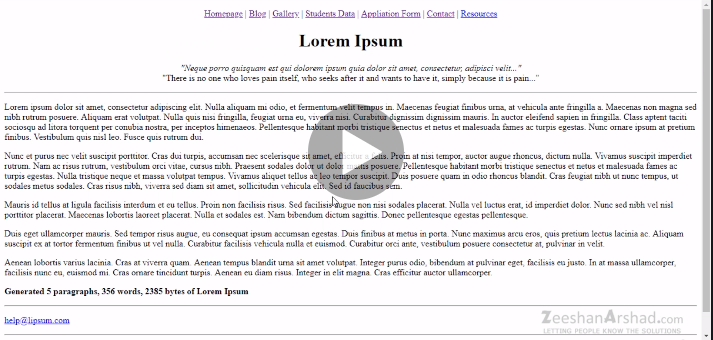 Homepage | Blog | Gallery | Students Data | Appliation Form | Contact | Resources
Lorem Ipsum
"Neque porro quisquam est qui dolorem ipsum quia dolor sit amet, consectetur, adipisci velit..."
"There is no one who loves pain itself, who seeks after it and wants to have it, simply because it is pain..."
Lorem ipsum dolor sit amet, consectetur adipiscing elit. Nulla aliquam mi odio, et fermentum velit tempus in. Maecenas feugiat finibus urna, at vehicula ante fringilla a. Maecenas non magna sed
nibh rutrum posuere. Aliquam erat volutpat. Nulla quis nisi fringilla, feugiat urna eu, viverra nisi. Curabitur dignissim dignissim mauris. In auctor eleifend sapien in fringilla. Class aptent taciti
sociosqu ad litora torquent per conubia nostra, per inceptos himenaeos. Pellentesque habitant morbi tristique senectus et netus et malesuada fames ac turpis egestas. Nunc ornare ipsum at pretium
finibus. Vestibulum quis nisl leo. Fusce quis rutrum dui.
Nunc et purus nec velit suscipit porttitor. Cras dui turpis, accumsan nec scelerisque sit amet, efficitur a felis. Proin at nisi tempor, auctor augue rhoncus, dictum nulla. Vivamus suscipit imperdiet
rutrum. Nam ac risus rutrum, vestibulum orci vitae, cursus nibh. Praesent sodales dolor ut dolor mattis posuere. Pellentesque habitant morbi tristique senectus et netus et malesuada fames ac
turpis egestas. Nulla tristique neque et massa volutpat tempus. Vivamus aliquet tellus ac leo tempor suscipit. Duis posuere quam in odio rhoncus blandit. Cras feugiat nibh ut nunc tempus, ut
sodales metus sodales. Cras risus nibh, viverra sed diam sit amet, sollicitudin vehicula elit. Sed id faucibus sem.
Mauris id tellus at ligula facilisis interdum et eu tellus. Proin non facilisis risus. Sed facilisis augue non nisi sodales placerat. Nulla vel luctus erat, id imperdiet dolor. Nunc sed nibh vel nisl
porttitor placerat. Maecenas lobortis laoreet placerat. Nulla et sodales est. Nam bibendum dictum sagittis. Donec pellentesque egestas pellentesque.
Duis eget ullamcorper mauris. Sed tempor risus augue, eu consequat ipsum accumsan egestas. Duis finibus at metus in porta. Nunc maximus arcu eros, quis pretium lectus lacinia ac. Aliquam
suscipit ex at tortor fermentum finibus ut vel nulla. Curabitur facilisis vehicula nulla et euismod. Curabitur orci ante, vestibulum posuere consectetur at, pulvinar in velit.
Aenean lobortis varius lacinia. Cras at viverra quam. Aenean tempus blandit urna sit amet volutpat. Integer purus odio, bibendum at pulvinar eget, facilisis eu justo. In at massa ullamcorper,
facilisis nunc eu, euismod mi. Cras ornare tincidunt turpis. Aenean eu diam risus. Integer in elit magna. Cras efficitur auctor ullamcorper.
Generated 5 paragraphs, 356 words, 2385 bytes of Lorem Ipsum
help@lipsum.com
ZeeshanArshad.com
LETTING PEOPLE KNOW THE SOLUTIONS